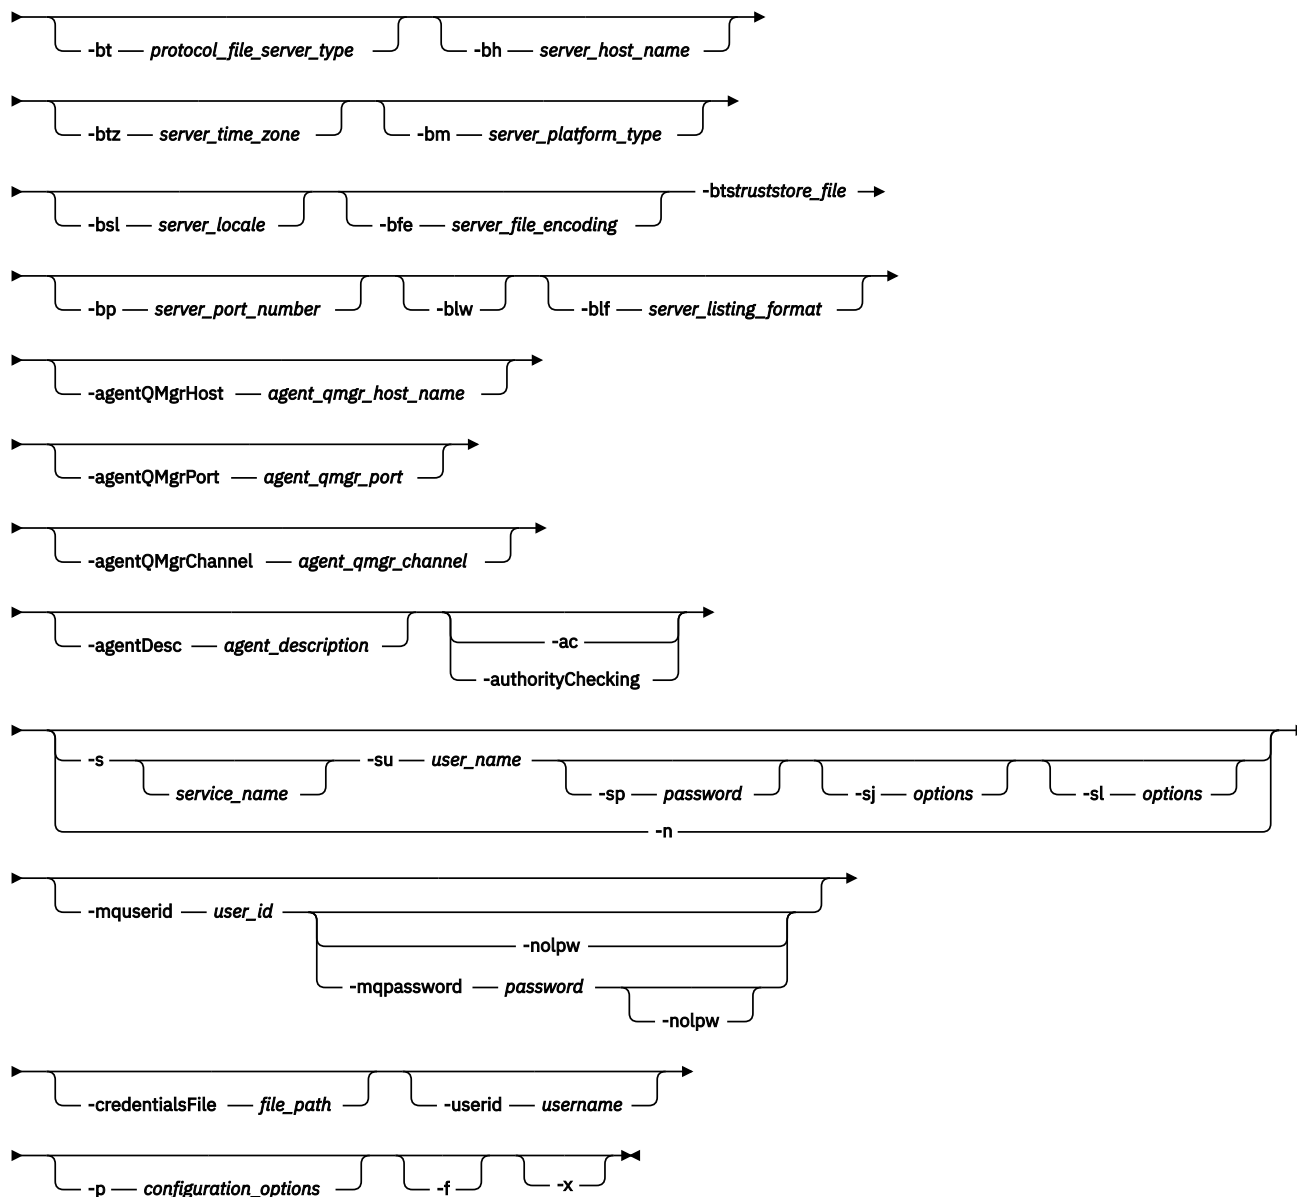 -bt protocol_file_server_type -bh server_host_name
-btz server_time_zone -bm server_platform_type
-btstruststore_file
-bsl server_locale -bfe server_file_encoding
-bp server_port_number -blw -blf server_listing_format
-agentQMgrHost agent_qmgr_host_name
-agentQMgrPort agent_qmgr_port
-agentQMgrChannel agent_qmgr_channel
-agentDesc agent_description -ac
-authorityChecking
-s -su user_name
service_name -sp password -sj options -sl options
-n
-mquserid user_id
-nolpw
-mqpassword password
-nolpw
-credentialsFile file_path -userid username
-p configuration_options -f -x